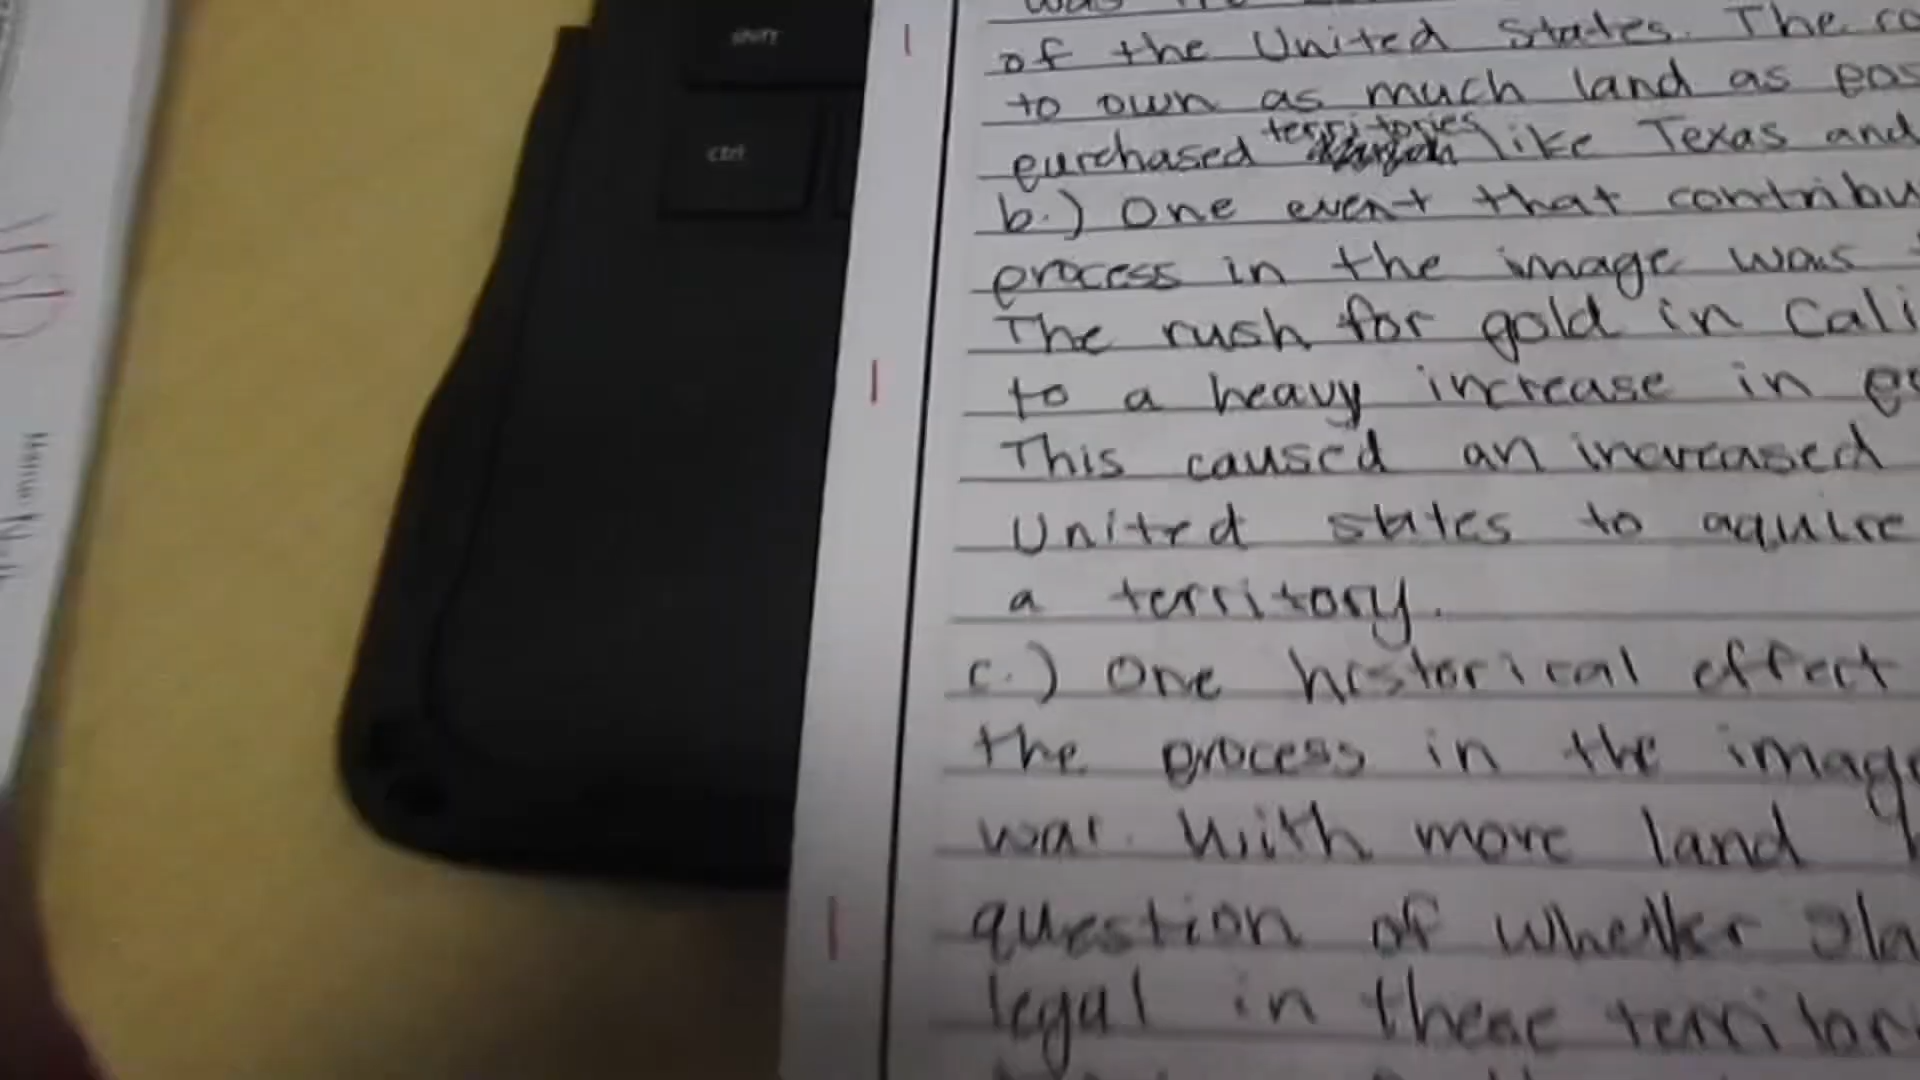 shift
ctrl
of the United States. The
to own as much land as
purchased territories like Texas and
b.) One event that
process in the image was
The rush for gold in
to a heavy increase in
This caused an increased
United states to aquire
a territory.
c.) One historical effect
the process in the
war. With more land
question of whether
legal in these